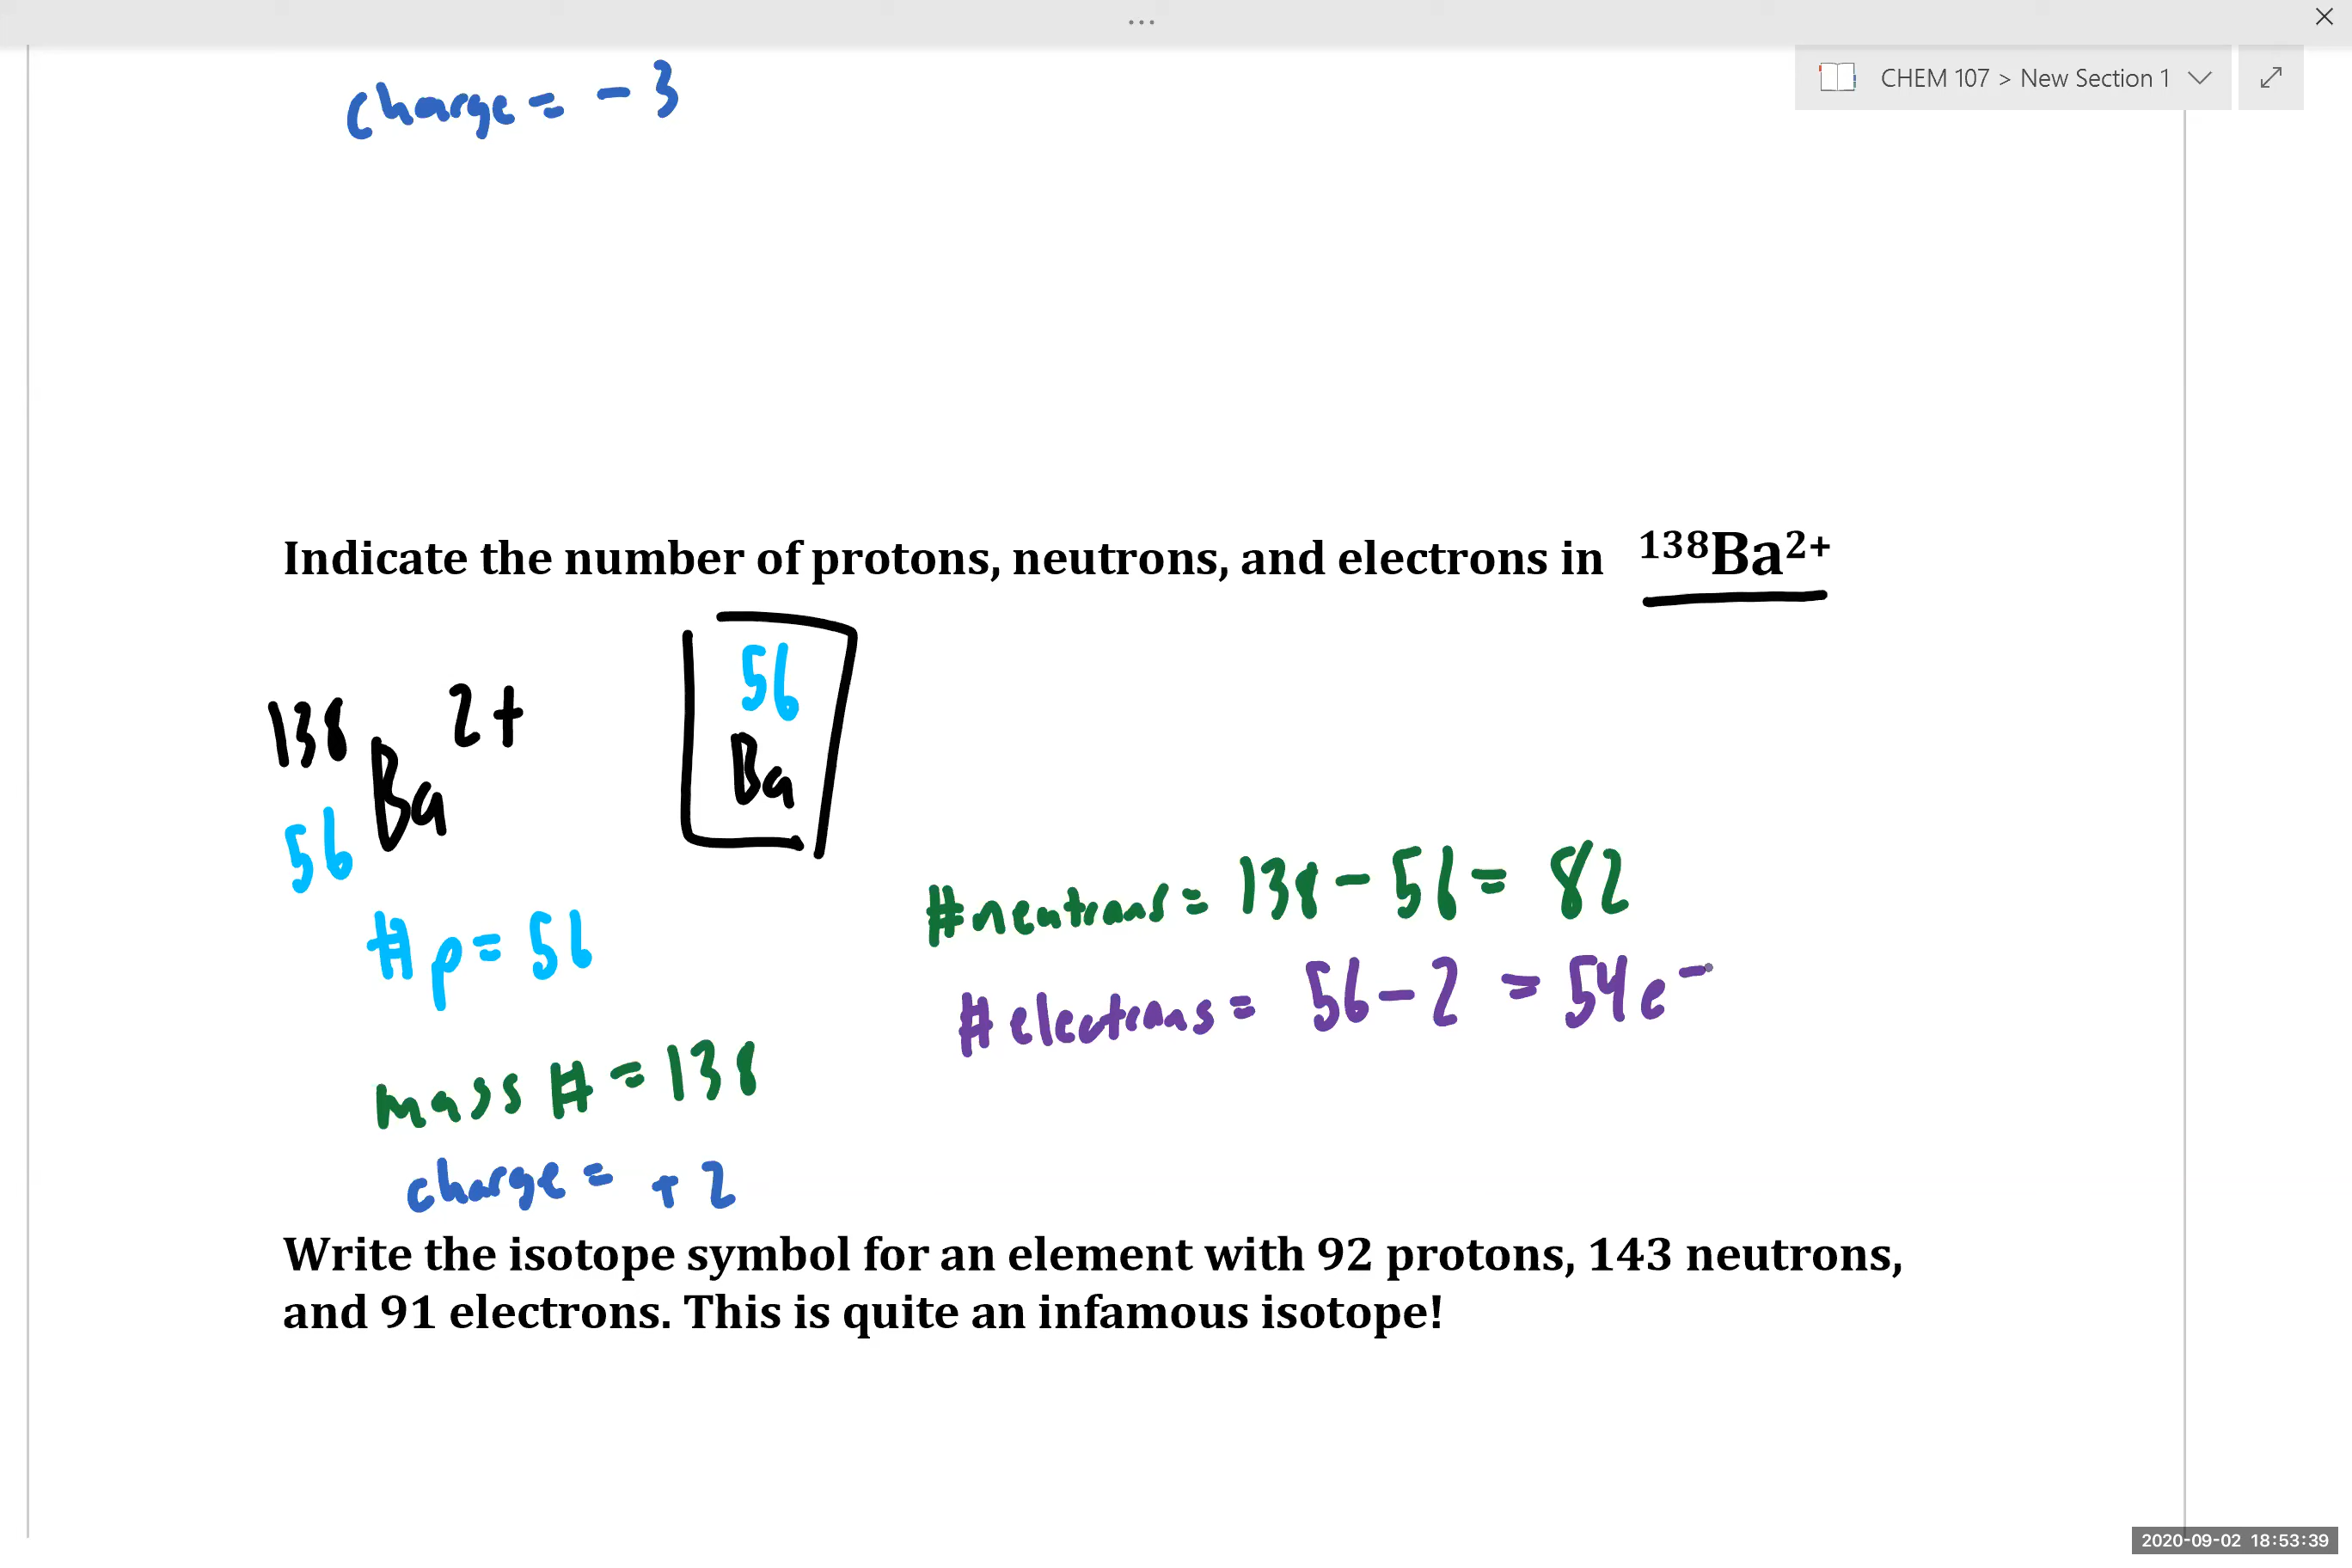 ...
CHEM 107 > New Section 1
charge = - 3
Indicate the number of protons, neutrons, and electrons in ¹³⁸Ba²⁺
138 Ba 2+
56
56
Ba
# p = 56
mass # = 138
charge = + 2
#neutrons = 138 - 56 = 82
#electrons = 56 - 2 = 54 e⁻
Write the isotope symbol for an element with 92 protons, 143 neutrons,
and 91 electrons. This is quite an infamous isotope!
2020-09-02 18:53:39